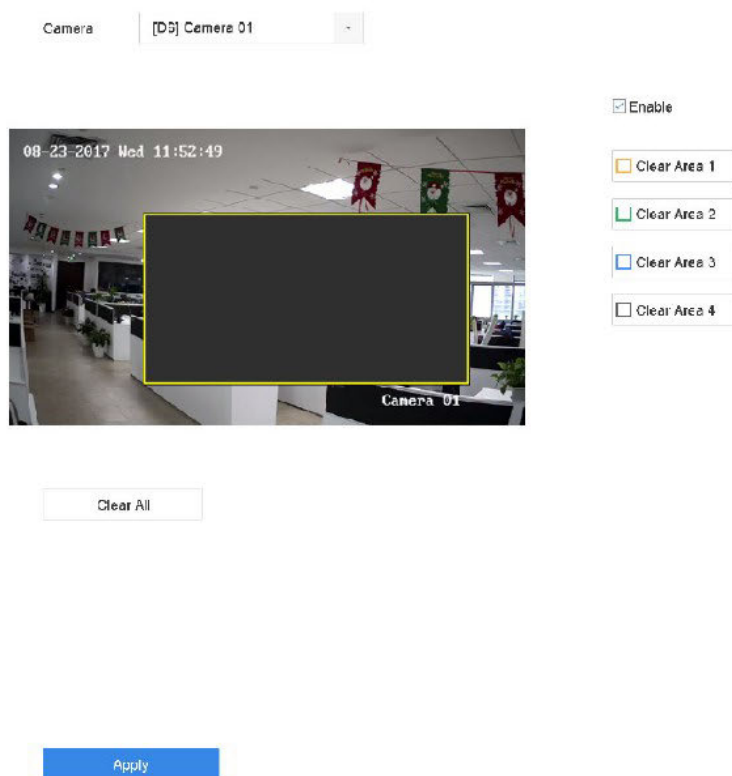 Camera
[D6] Camera 01
Enable
08-23-2017 Wed 11:52:49
Clear Area 1
Clear Area 2
Clear Area 3
Clear Area 4
Camera 01
Clear All
Apply